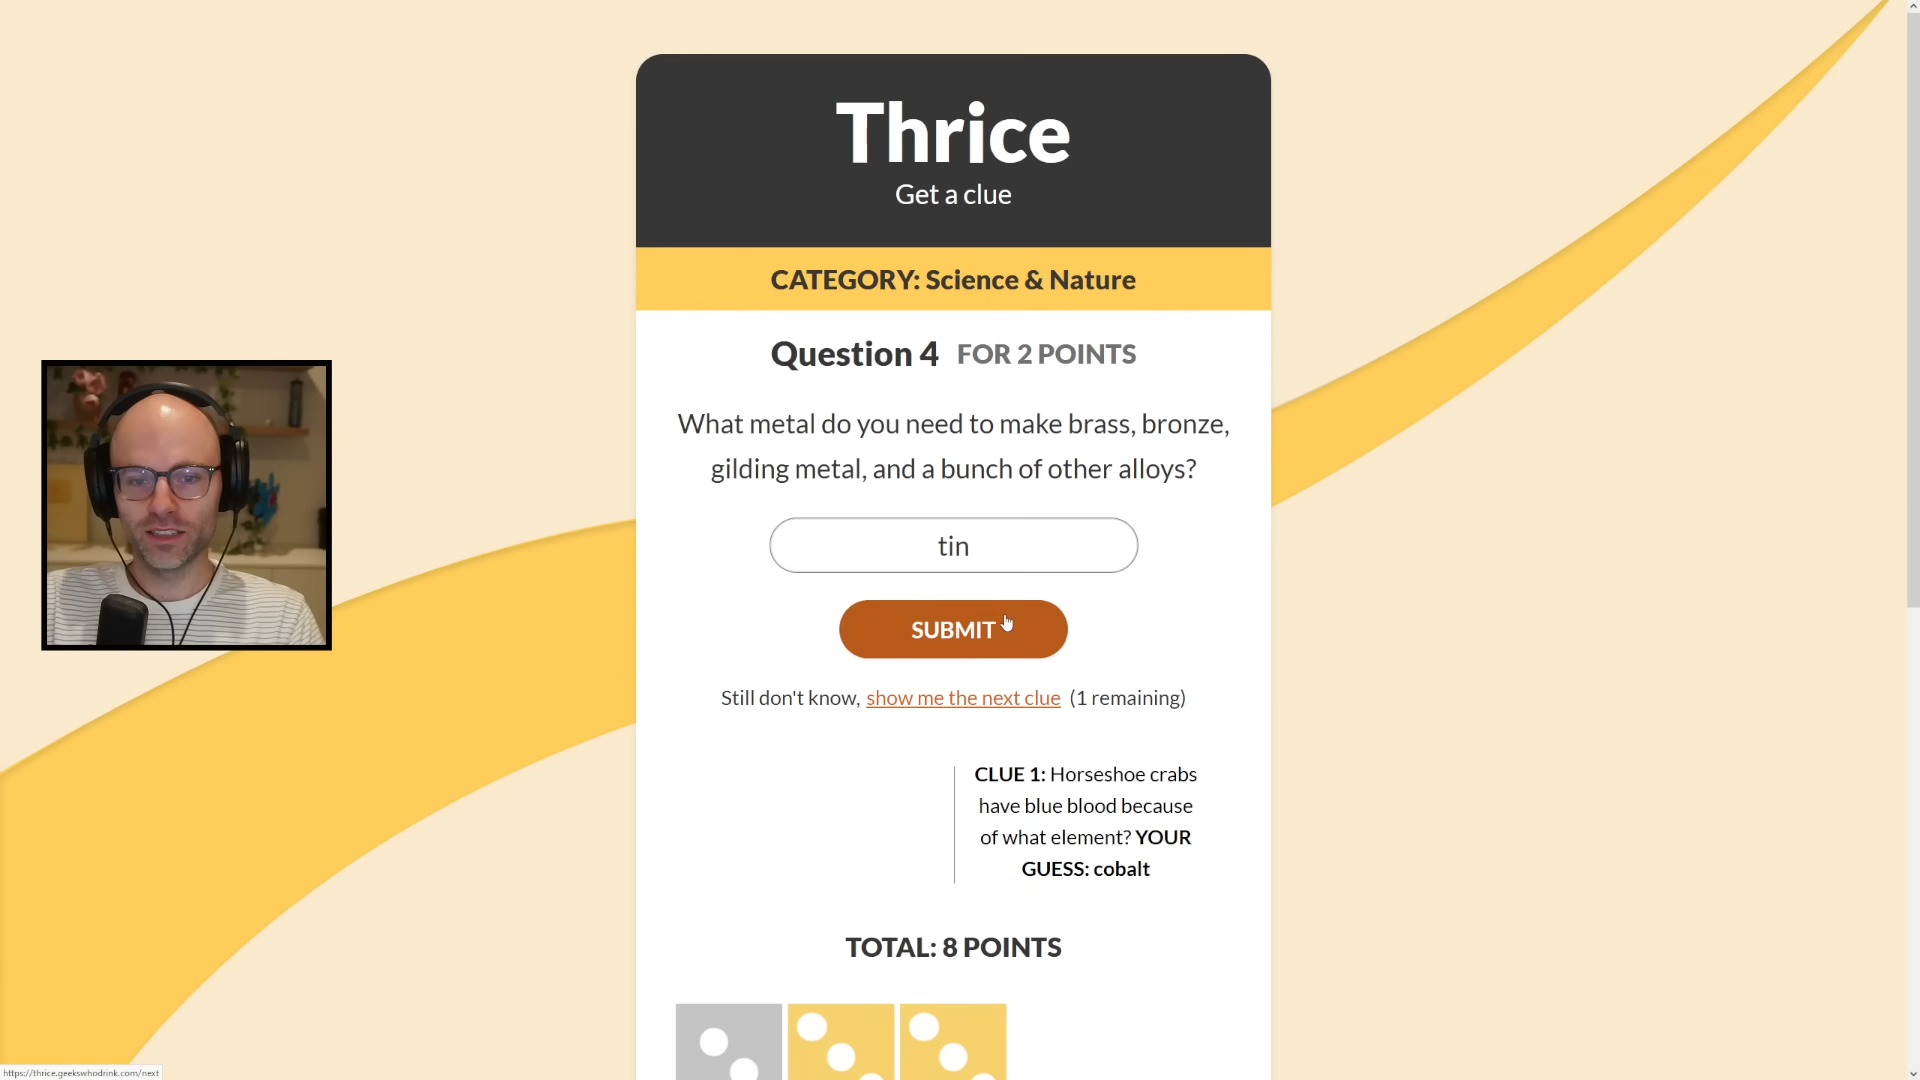 Thrice
Get a clue
CATEGORY: Science & Nature
Question 4 FOR 2 POINTS
What metal do you need to make brass, bronze,
gilding metal, and a bunch of other alloys?
tin
SUBMIT
Still don't know, show me the next clue (1 remaining)
CLUE 1: Horseshoe crabs
have blue blood because
of what element? YOUR
GUESS: cobalt
TOTAL: 8 POINTS
https://thrice.geekswhodrink.com/next